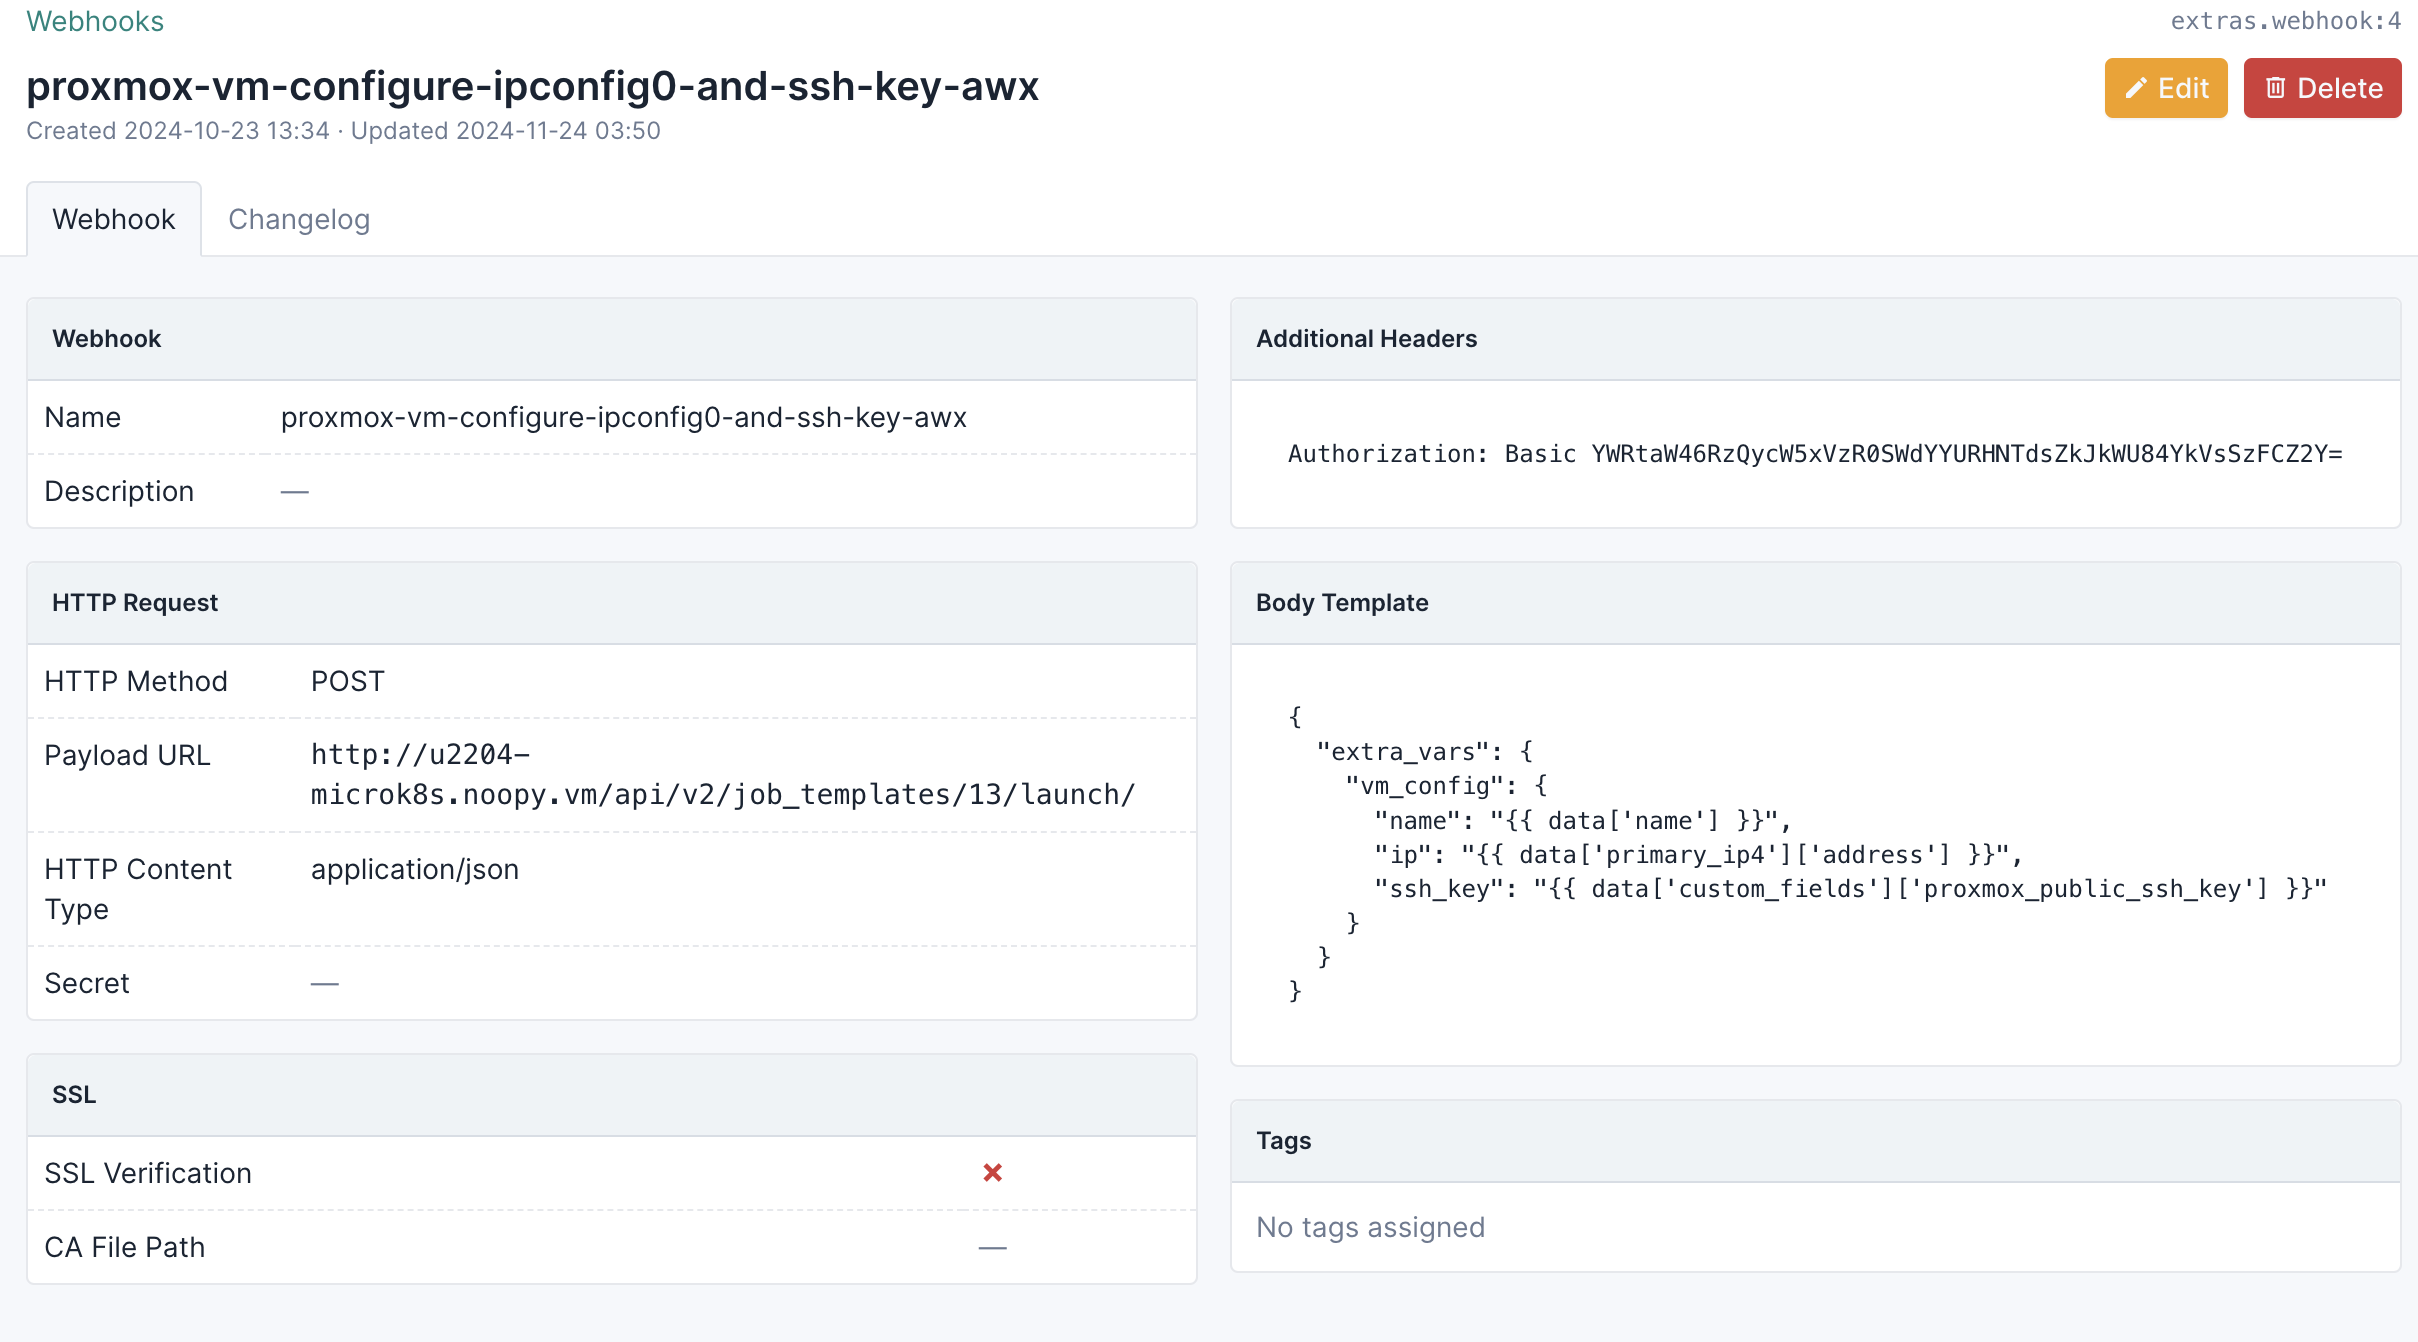 Webhooks
extras.webhook:4
proxmox-vm-configure-ipconfig0-and-ssh-key-awx
Edit
Delete
Created 2024-10-23 13:34 · Updated 2024-11-24 03:50
Webhook
Changelog
Webhook
Name proxmox-vm-configure-ipconfig0-and-ssh-key-awx
Description —
HTTP Request
HTTP Method POST
Payload URL http://u2204-
microk8s.noopy.vm/api/v2/job_templates/13/launch/
HTTP Content application/json
Type
Secret —
SSL
SSL Verification
CA File Path —
Additional Headers
Authorization: Basic YWRtaW46RzQycW5xVzR0SWdYYURHNTdsZkJkWU84YkVsSzFCZ2Y=
Body Template
{
  "extra_vars": {
    "vm_config": {
      "name": "{{ data['name'] }}",
      "ip": "{{ data['primary_ip4']['address'] }}",
      "ssh_key": "{{ data['custom_fields']['proxmox_public_ssh_key'] }}"
    }
  }
}
Tags
No tags assigned